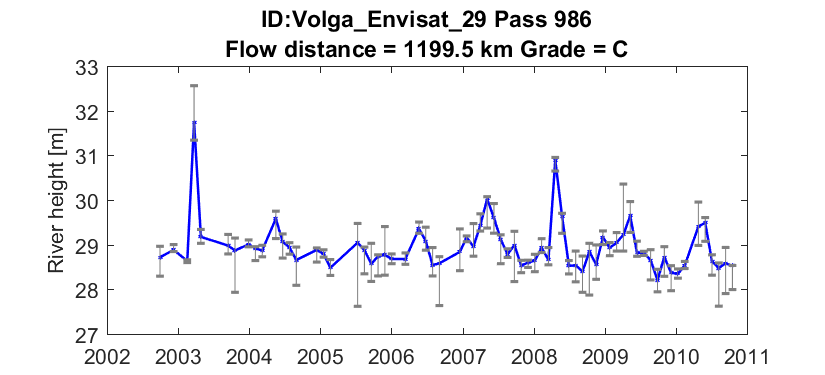 ID:Volga_Envisat_29 Pass 986
Flow distance = 1199.5 km Grade = C
River height [m]
33
32
31
30
29
28
27
2002 2003 2004 2005 2006 2007 2008 2009 2010 2011